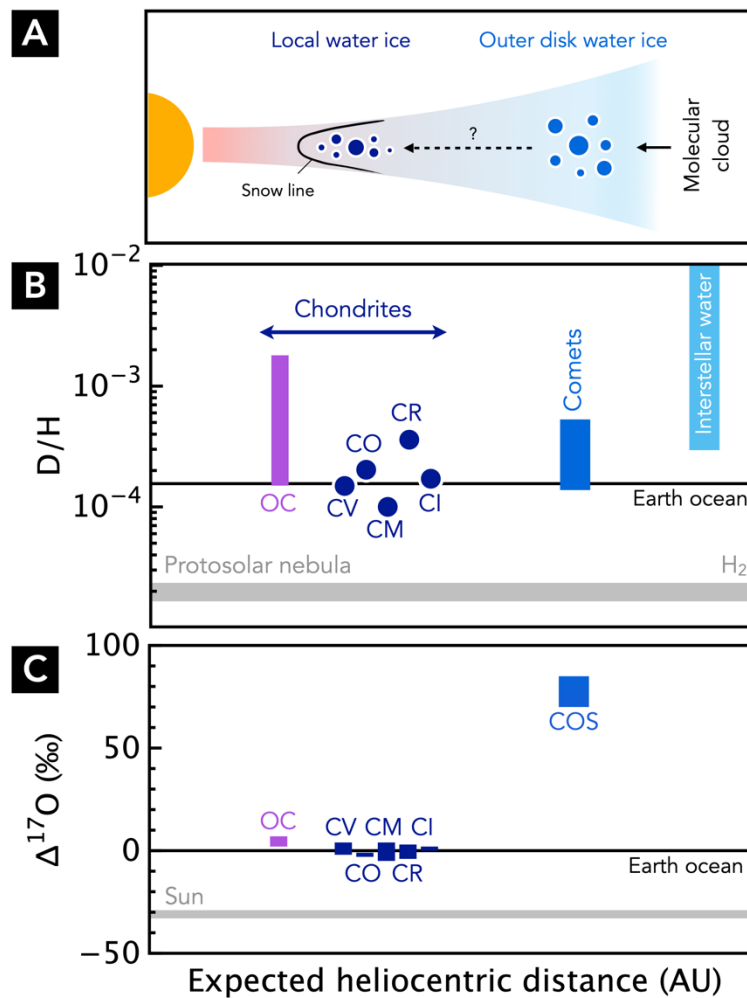 A
Local water ice
Outer disk water ice
?
Snow line
Molecular
cloud
B
D/H
10⁻²
10⁻³
10⁻⁴
Chondrites
OC
CV
CO
CM
CR
CI
Comets
Interstellar water
Earth ocean
Protosolar nebula
H₂
C
Δ¹⁷O (‰)
100
50
0
−50
OC
CV CM CI
CO CR
COS
Earth ocean
Sun
Expected heliocentric distance (AU)